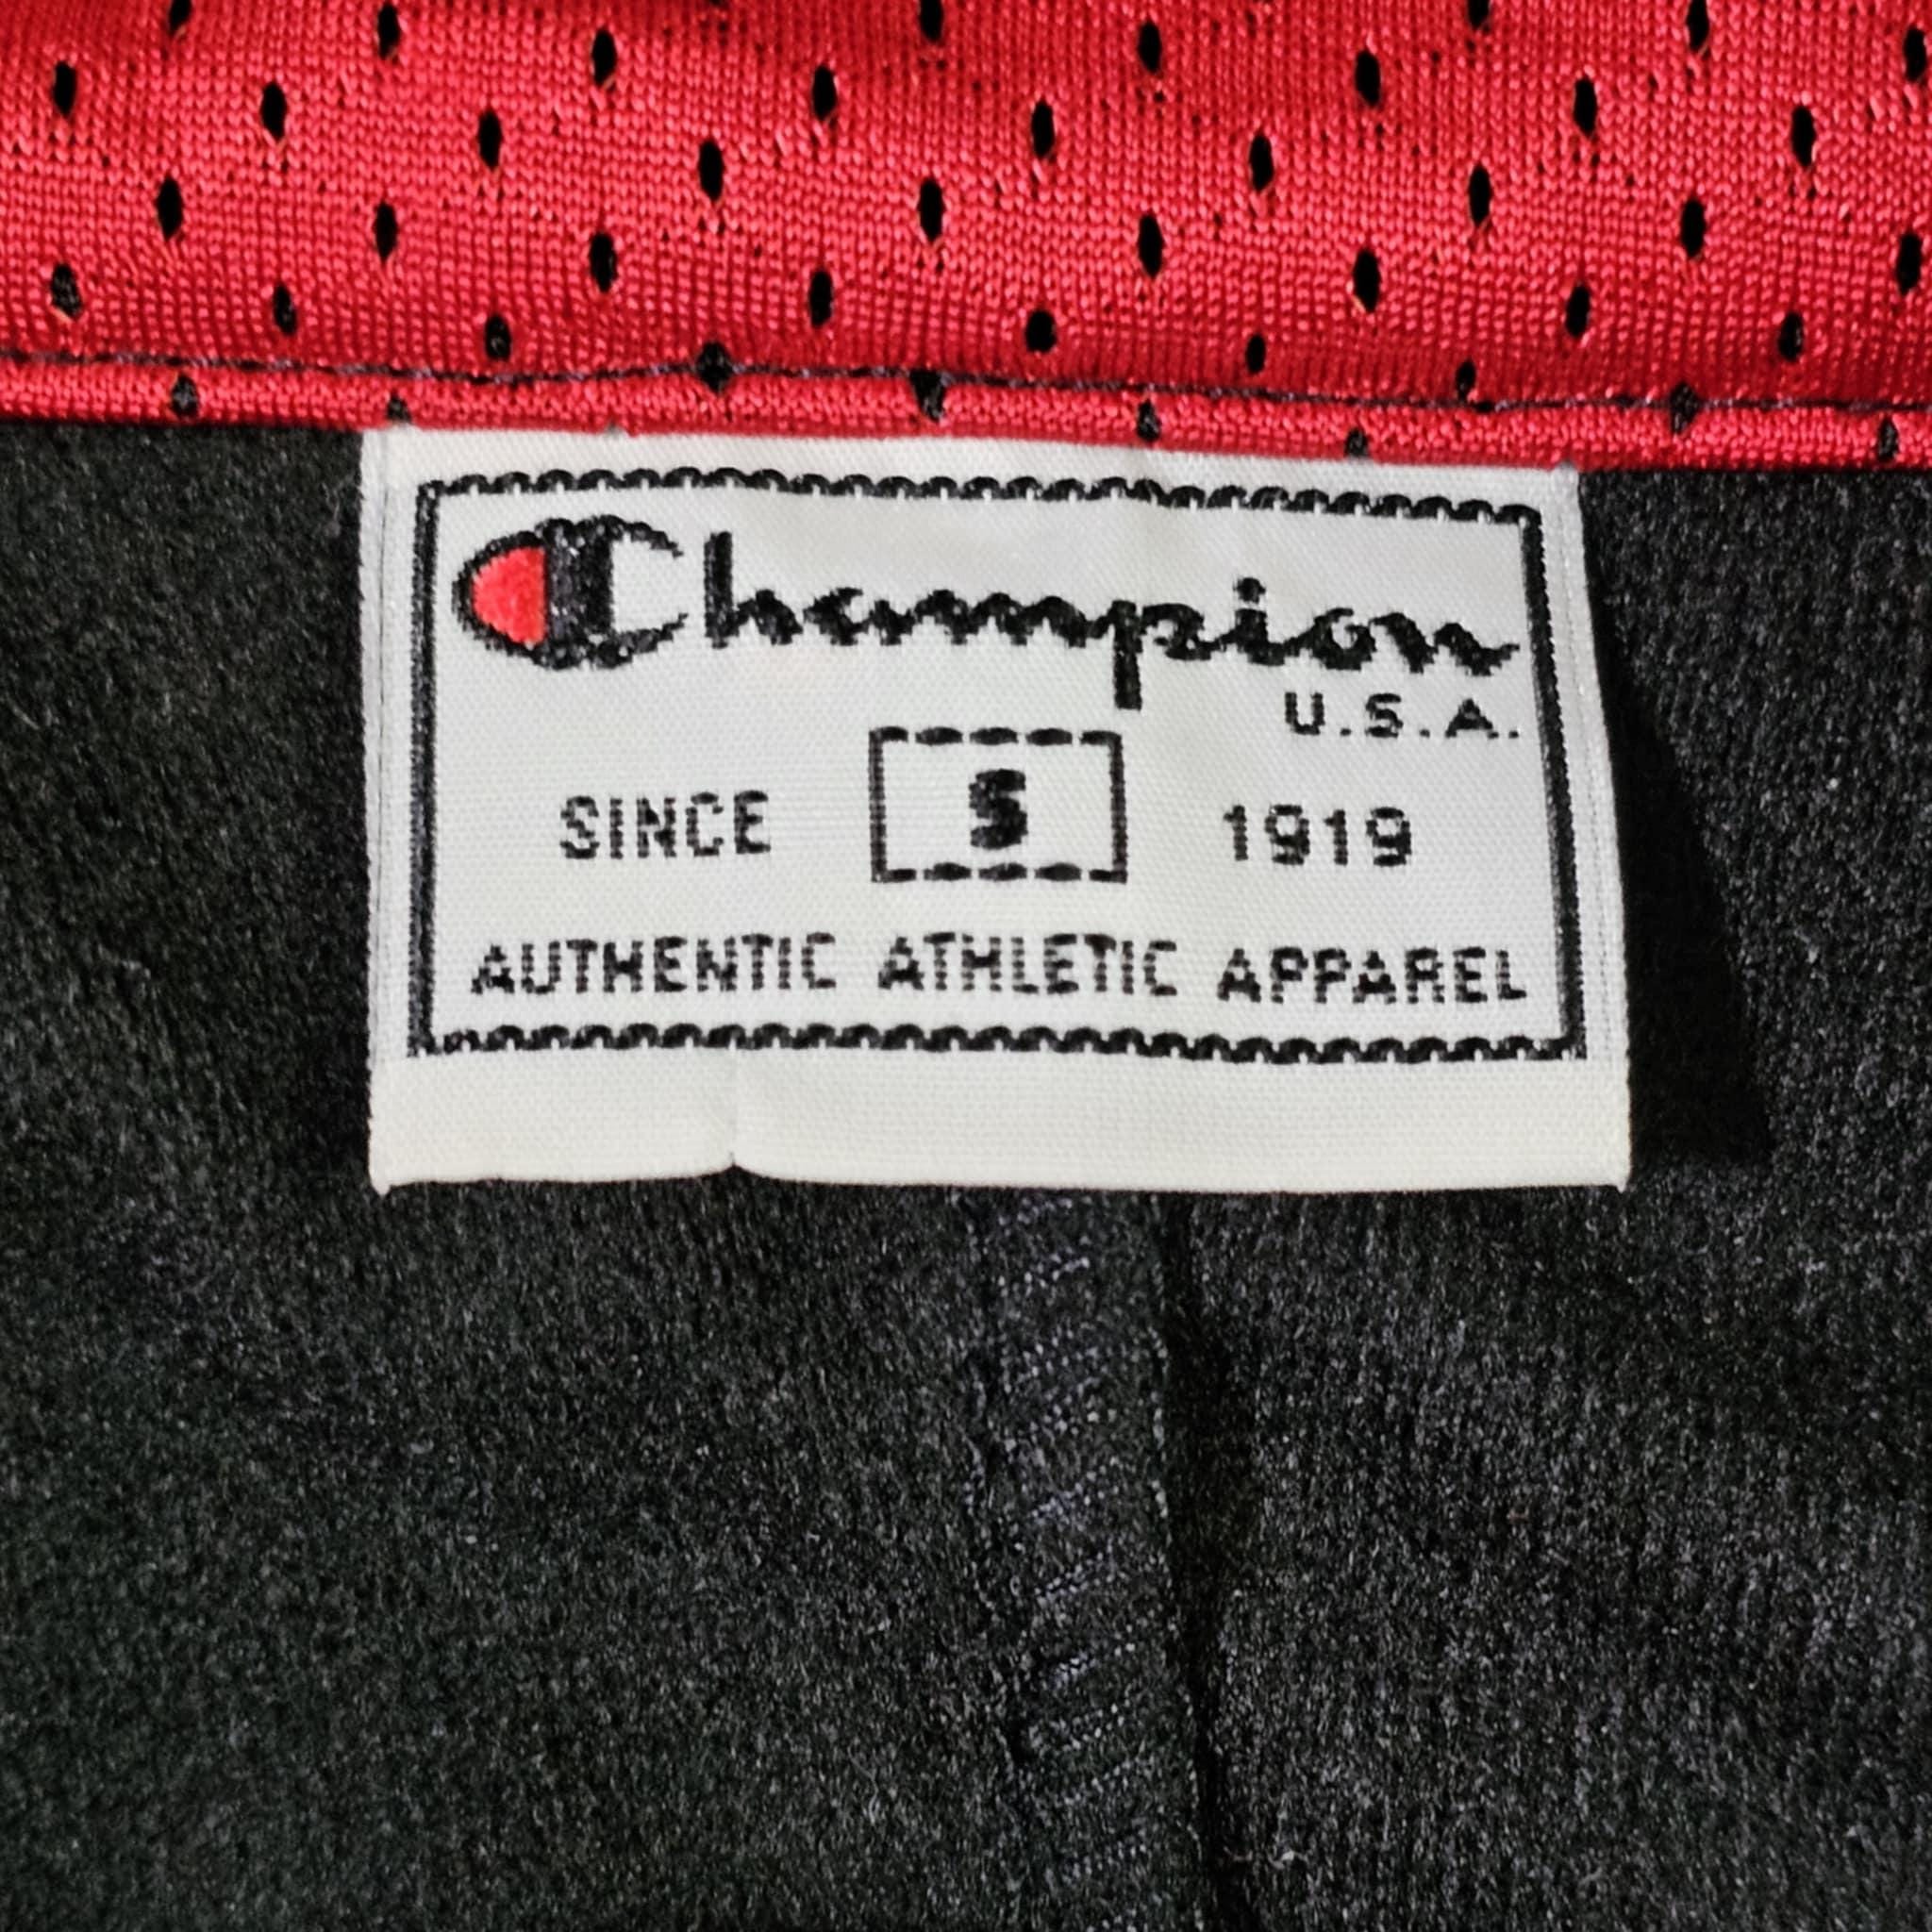 Champion
U.S.A.
SINCE S 1919
AUTHENTIC ATHLETIC APPAREL